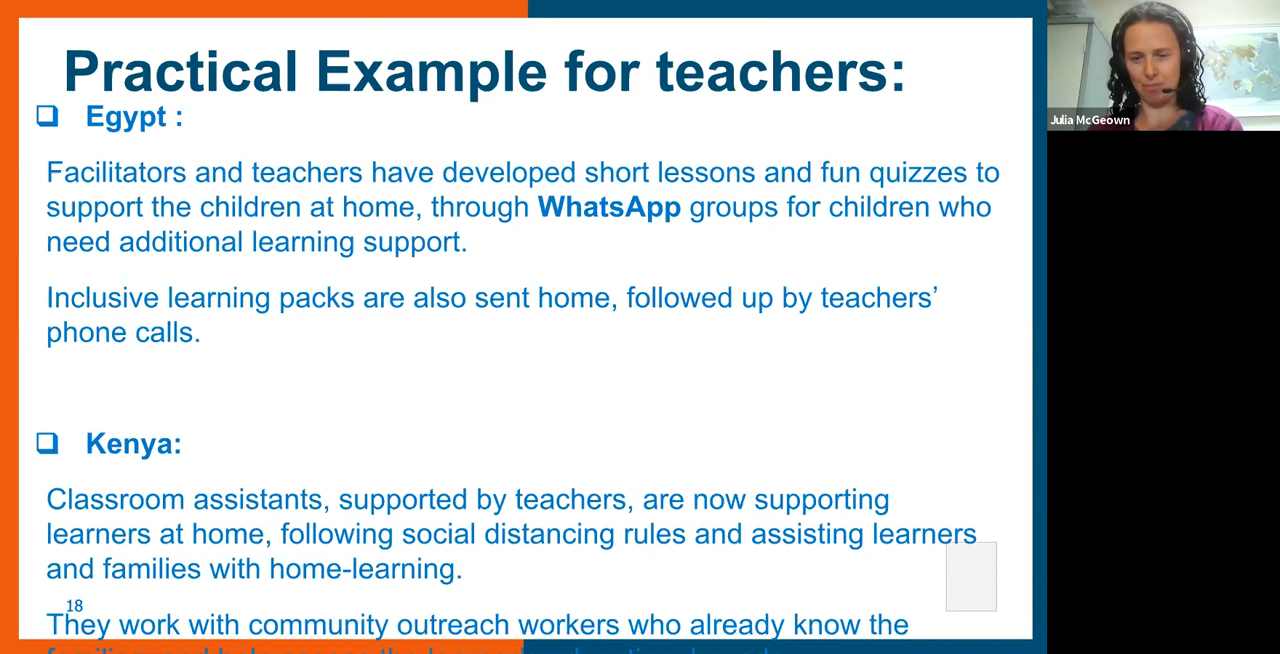 Practical Example for teachers:
❑ Egypt :
Facilitators and teachers have developed short lessons and fun quizzes to
support the children at home, through WhatsApp groups for children who
need additional learning support.
Inclusive learning packs are also sent home, followed up by teachers’
phone calls.
❑ Kenya:
Classroom assistants, supported by teachers, are now supporting
learners at home, following social distancing rules and assisting learners
and families with home-learning.
18
They work with community outreach workers who already know the
Julia McGeown